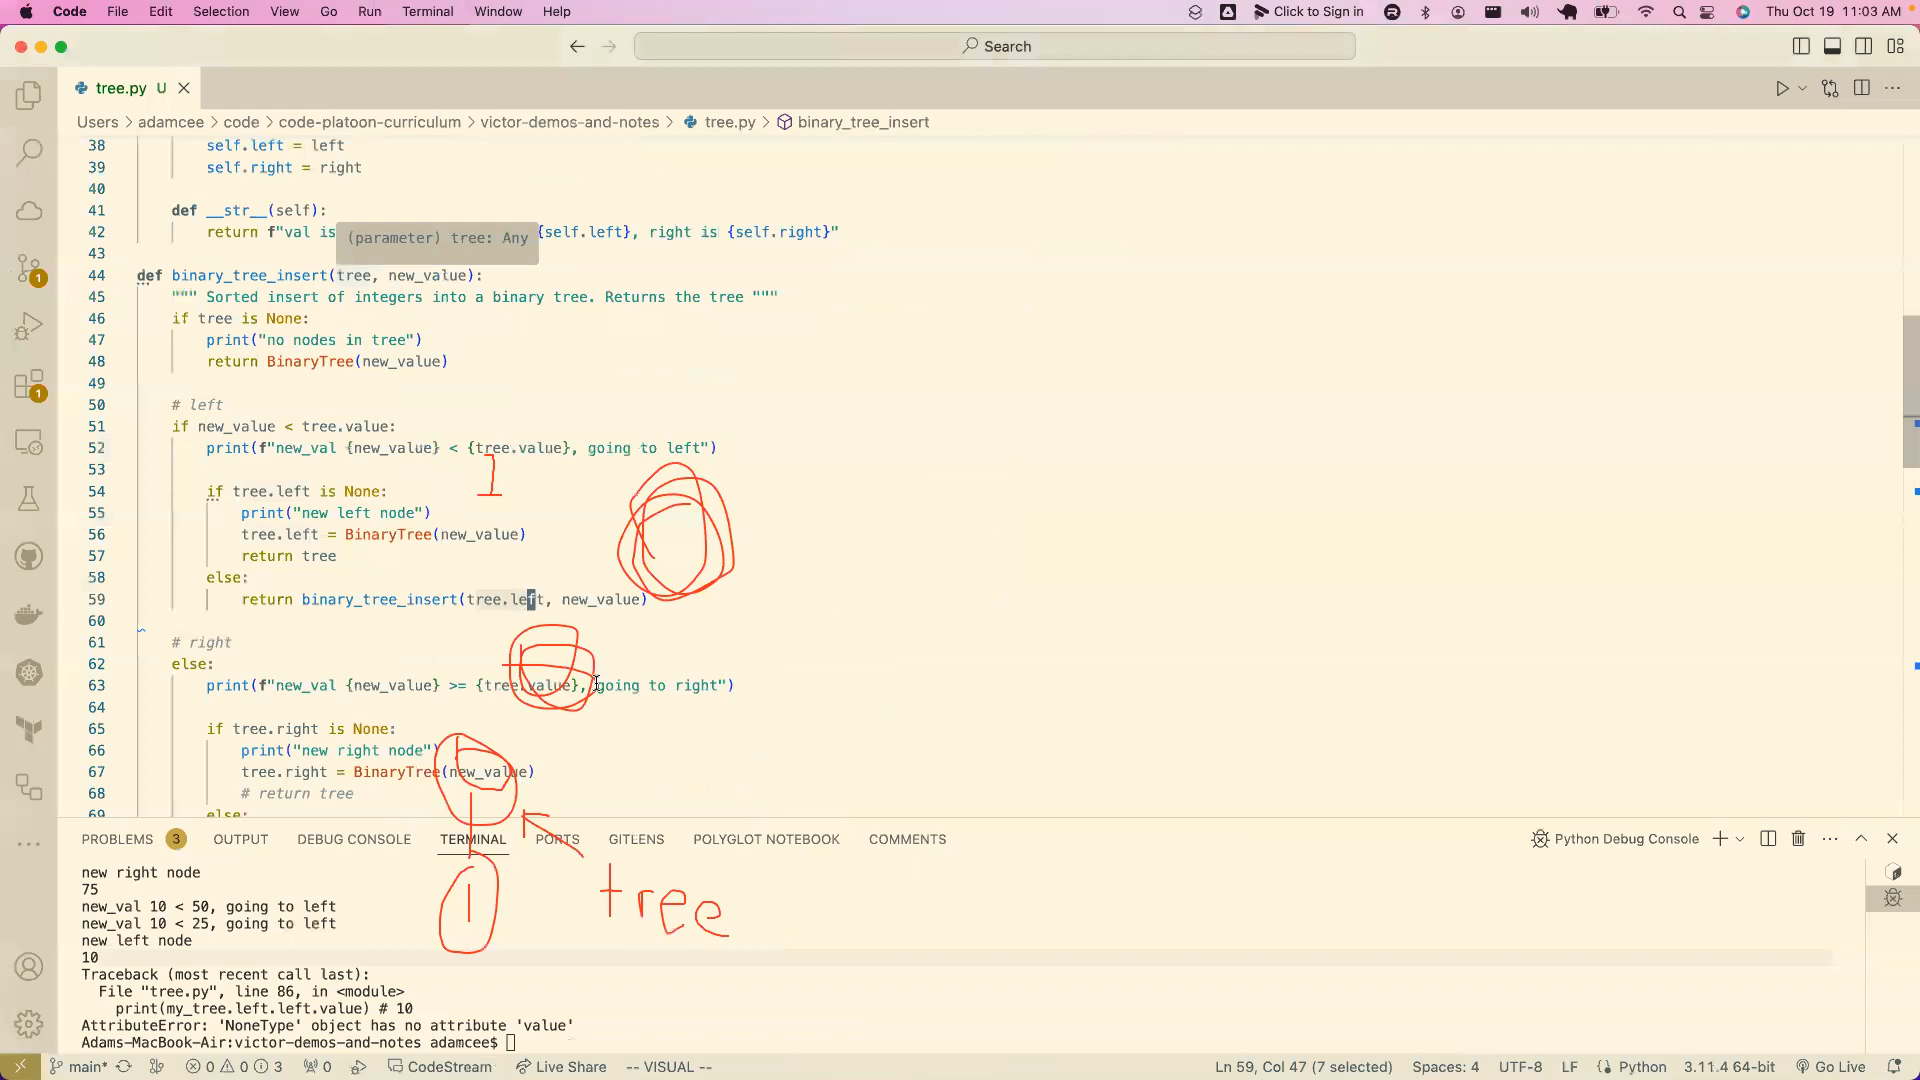 Code File Edit Selection View Go Run Terminal Window Help Click to Sign in Thu Oct 19 11:03 AM
Search
tree.py U
Users > adamcee > code > code-platoon-curriculum > victor-demos-and-notes > tree.py > binary_tree_insert
38 self.left = left
39 self.right = right
40
41 def __str__(self):
42 return f"val is {self.left}, right is {self.right}"
(parameter) tree: Any
43
44 def binary_tree_insert(tree, new_value):
45 """ Sorted insert of integers into a binary tree. Returns the tree """
46 if tree is None:
47 print("no nodes in tree")
48 return BinaryTree(new_value)
49
50 # left
51 if new_value < tree.value:
52 print(f"new_val {new_value} < {tree.value}, going to left")
53
54 if tree.left is None:
55 print("new left node")
56 tree.left = BinaryTree(new_value)
57 return tree
58 else:
59 return binary_tree_insert(tree.left, new_value)
60
61 # right
62 else:
63 print(f"new_val {new_value} >= {tree.value}, going to right")
64
65 if tree.right is None:
66 print("new right node")
67 tree.right = BinaryTree(new_value)
68 # return tree
69 else:
1
1
tree
PROBLEMS 3 OUTPUT DEBUG CONSOLE TERMINAL PORTS GITLENS POLYGLOT NOTEBOOK COMMENTS Python Debug Console
new right node
75
new_val 10 < 50, going to left
new_val 10 < 25, going to left
new left node
10
Traceback (most recent call last):
File "tree.py", line 86, in <module>
print(my_tree.left.left.value) # 10
AttributeError: 'NoneType' object has no attribute 'value'
Adams-MacBook-Air:victor-demos-and-notes adamcee$
main* 0 0 3 0 CodeStream Live Share -- VISUAL -- Ln 59, Col 47 (7 selected) Spaces: 4 UTF-8 LF Python 3.11.4 64-bit Go Live